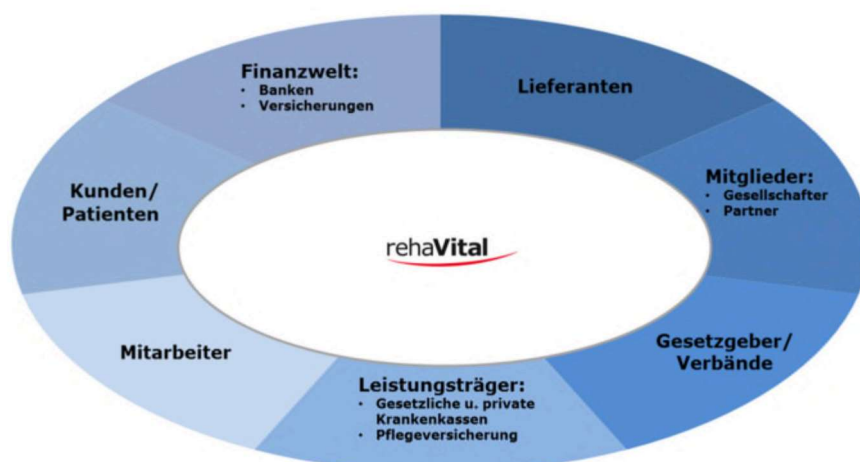 Finanzwelt:
• Banken
• Versicherungen
Lieferanten
Mitglieder:
• Gesellschafter
• Partner
Gesetzgeber/
Verbände
Leistungsträger:
• Gesetzliche u. private
Krankenkassen
• Pflegeversicherung
Mitarbeiter
Kunden/
Patienten
rehaVital